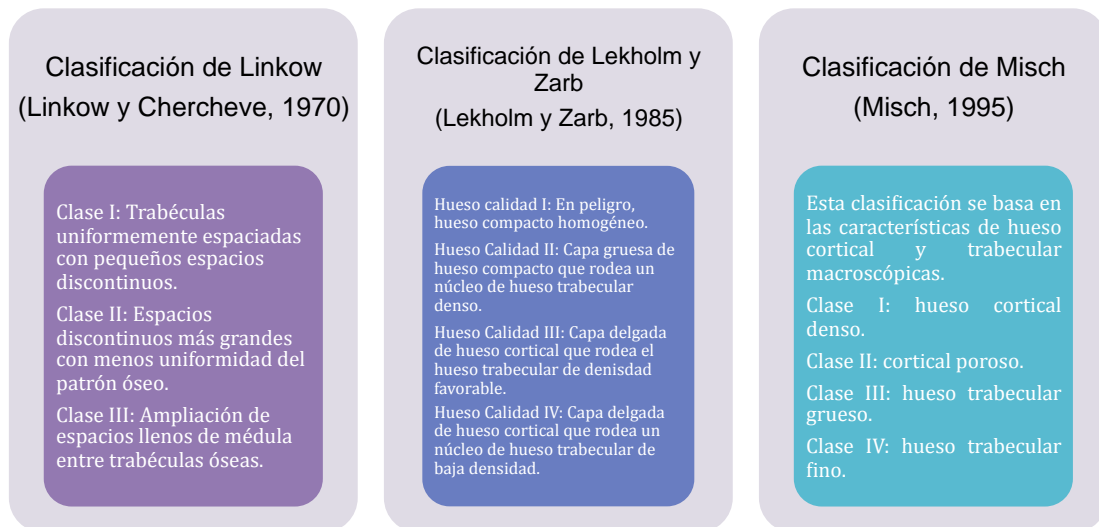 Clasificación de Linkow
(Linkow y Chercheve, 1970)
Clase I: Trabéculas
uniformemente espaciadas
con pequeños espacios
discontinuos.
Clase II: Espacios
discontinuos más grandes
con menos uniformidad del
patrón óseo.
Clase III: Ampliación de
espacios llenos de médula
entre trabéculas óseas.
Clasificación de Lekholm y
Zarb
(Lekholm y Zarb, 1985)
Hueso calidad I: En peligro,
hueso compacto homogéneo.
Hueso Calidad II: Capa gruesa de
hueso compacto que rodea un
núcleo de hueso trabecular
denso.
Hueso Calidad III: Capa delgada
de hueso cortical que rodea el
hueso trabecular de denisdad
favorable.
Hueso Calidad IV: Capa delgada
de hueso cortical que rodea un
núcleo de hueso trabecular de
baja densidad.
Clasificación de Misch
(Misch, 1995)
Esta clasificación se basa en
las características de hueso
cortical y trabecular
macroscópicas.
Clase I: hueso cortical
denso.
Clase II: cortical poroso.
Clase III: hueso trabecular
grueso.
Clase IV: hueso trabecular
fino.